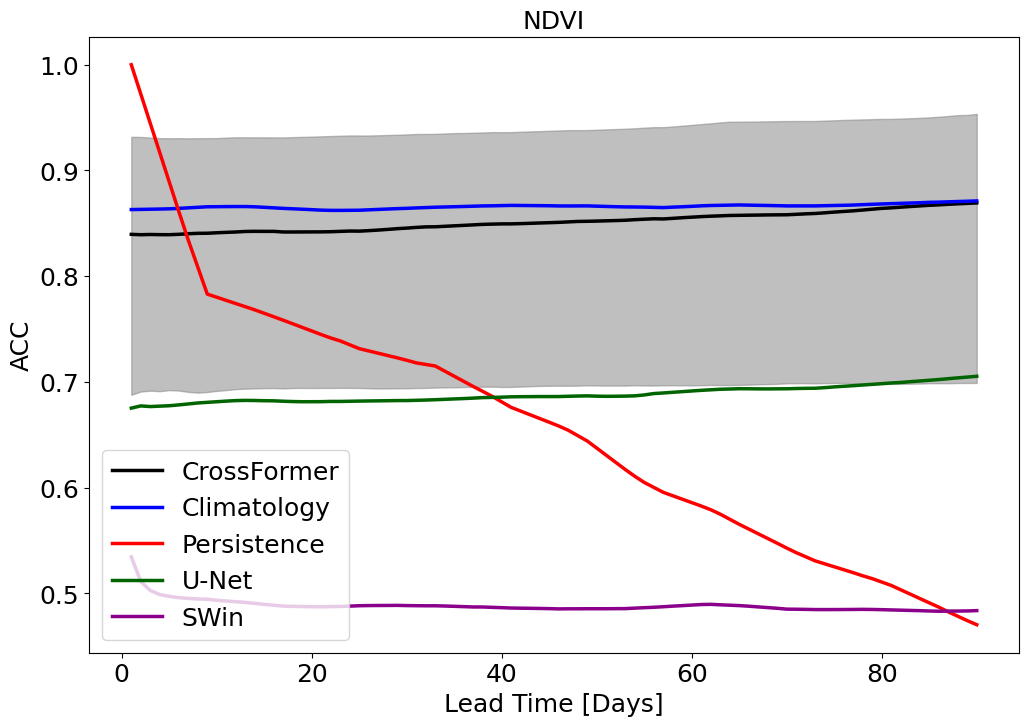 NDVI
ACC
1.0
0.9
0.8
0.7
0.6
0.5
CrossFormer
Climatology
Persistence
U-Net
SWin
0 20 40 60 80
Lead Time [Days]